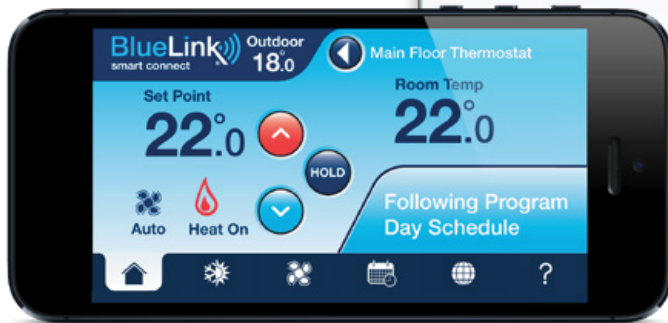 BlueLink
smart connect
Outdoor
18.0°
Main Floor Thermostat
Set Point
22.0°
Room Temp
22.0°
HOLD
Auto
Heat On
Following Program
Day Schedule
?